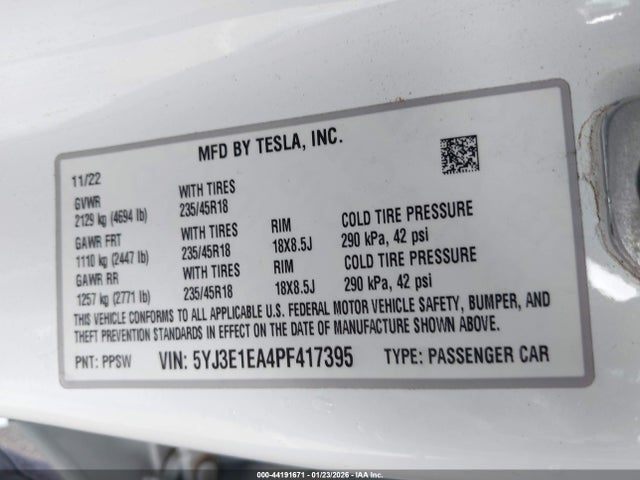 MFD BY TESLA, INC.
11/22
GVWR
2129 kg (4694 lb)
WITH TIRES
235/45R18
GAWR FRT
1110 kg (2447 lb)
WITH TIRES
235/45R18
RIM
18X8.5J
COLD TIRE PRESSURE
290 kPa, 42 psi
GAWR RR
1257 kg (2771 lb)
WITH TIRES
235/45R18
RIM
18X8.5J
COLD TIRE PRESSURE
290 kPa, 42 psi
THIS VEHICLE CONFORMS TO ALL APPLICABLE U.S. FEDERAL MOTOR VEHICLE SAFETY, BUMPER, AND
THEFT PREVENTION STANDARDS IN EFFECT ON THE DATE OF MANUFACTURE SHOWN ABOVE.
PNT: PPSW VIN: 5YJ3E1EA4PF417395 TYPE: PASSENGER CAR
000-44191671 - 01/23/2026 - IAA Inc.